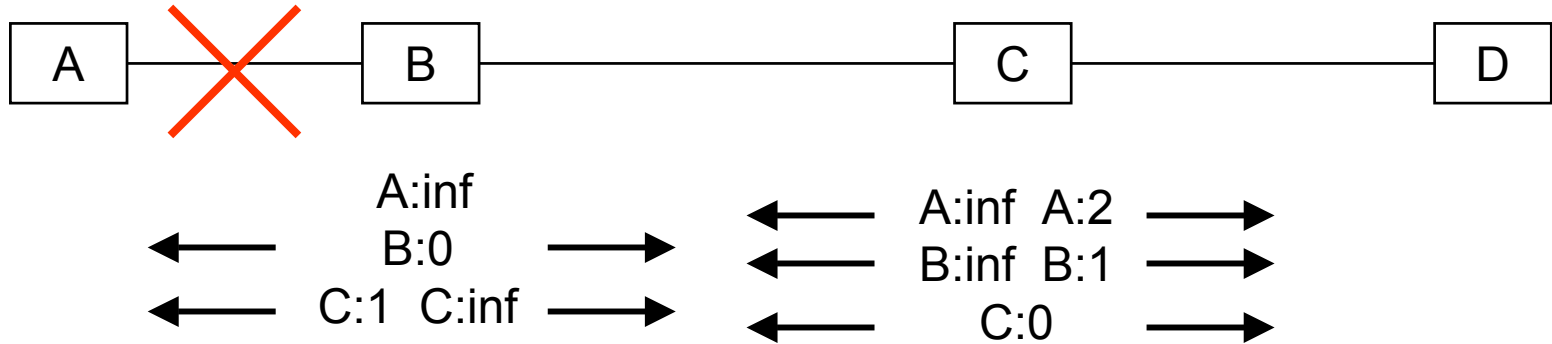 A B C D
A:inf
B:0
C:1 C:inf
A:inf A:2
B:inf B:1
C:0